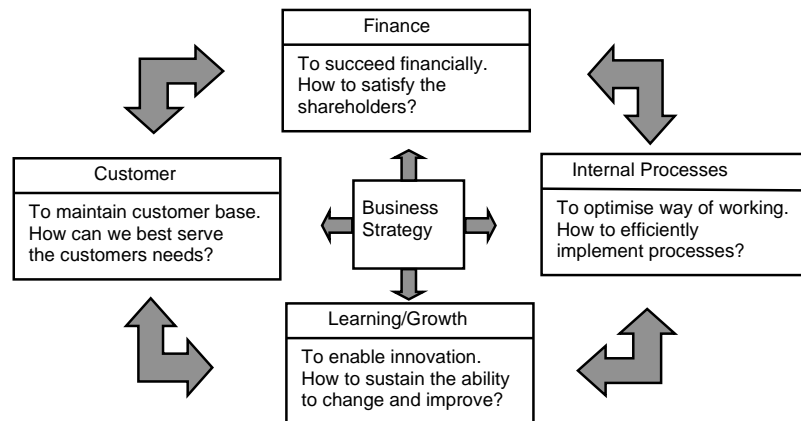 Finance
To succeed financially.
How to satisfy the
shareholders?
Customer
To maintain customer base.
How can we best serve
the customers needs?
Business
Strategy
Internal Processes
To optimise way of working.
How to efficiently
implement processes?
Learning/Growth
To enable innovation.
How to sustain the ability
to change and improve?